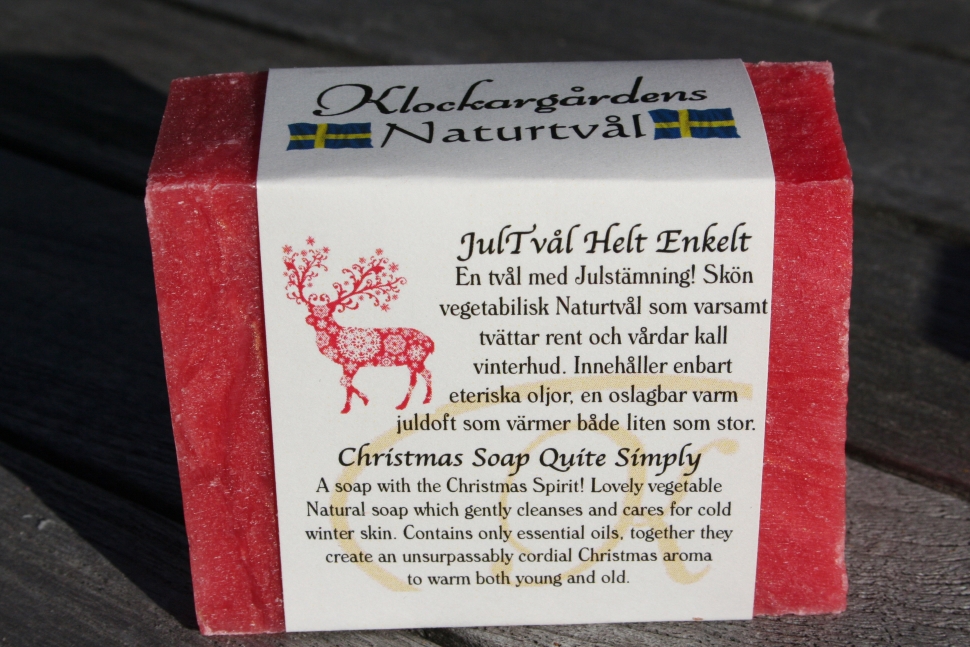 Klockargårdens
Naturtvål
JulTvål Helt Enkelt
En tvål med Julstämning! Skön
vegetabilisk Naturtvål som varsamt
tvättar rent och vårdar kall
vinterhud. Innehåller enbart
eteriska oljor, en oslagbar varm
juldoft som värmer både liten som stor.
Christmas Soap Quite Simply
A soap with the Christmas Spirit! Lovely vegetable
Natural soap which gently cleanses and cares for cold
winter skin. Contains only essential oils, together they
create an unsurpassably cordial Christmas aroma
to warm both young and old.